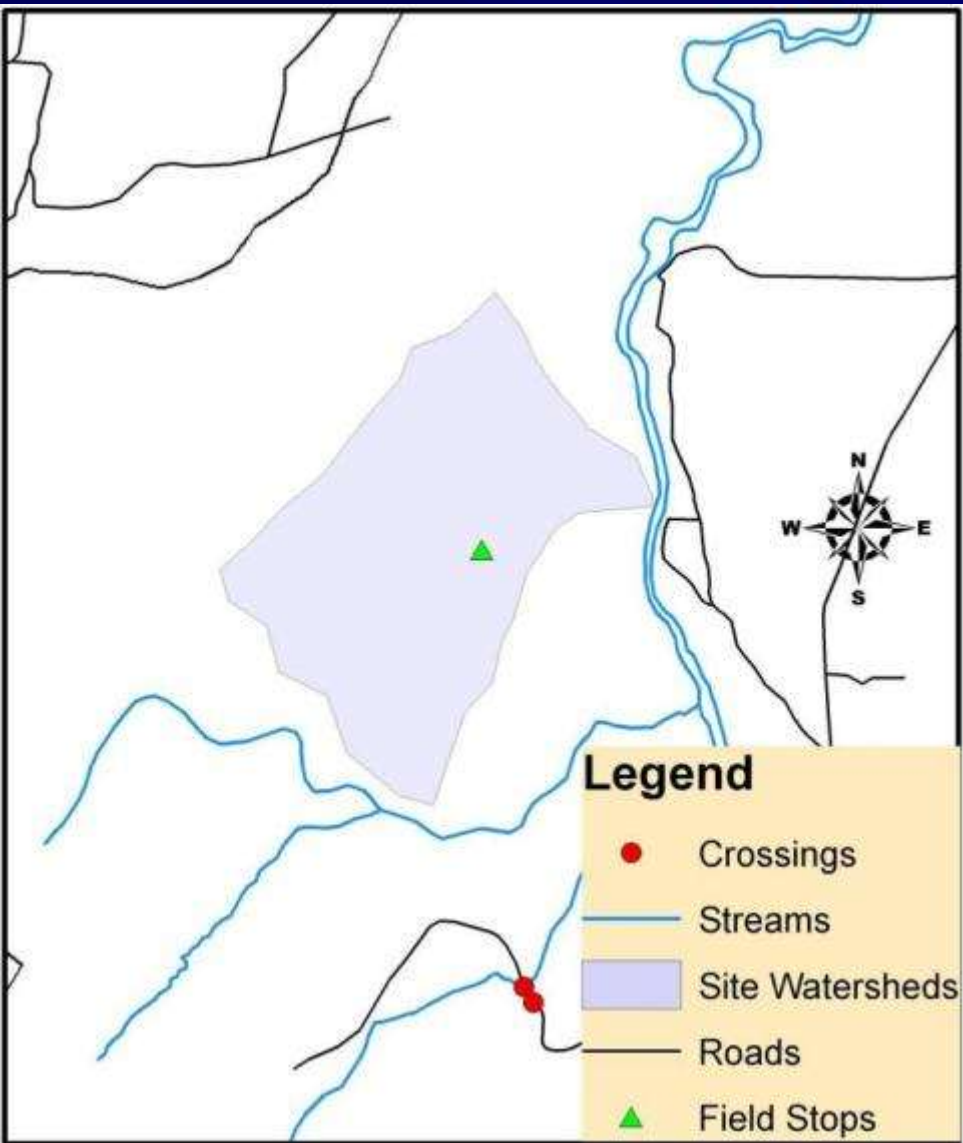 N
W E
S
Legend
Crossings
Streams
Site Watersheds
Roads
Field Stops